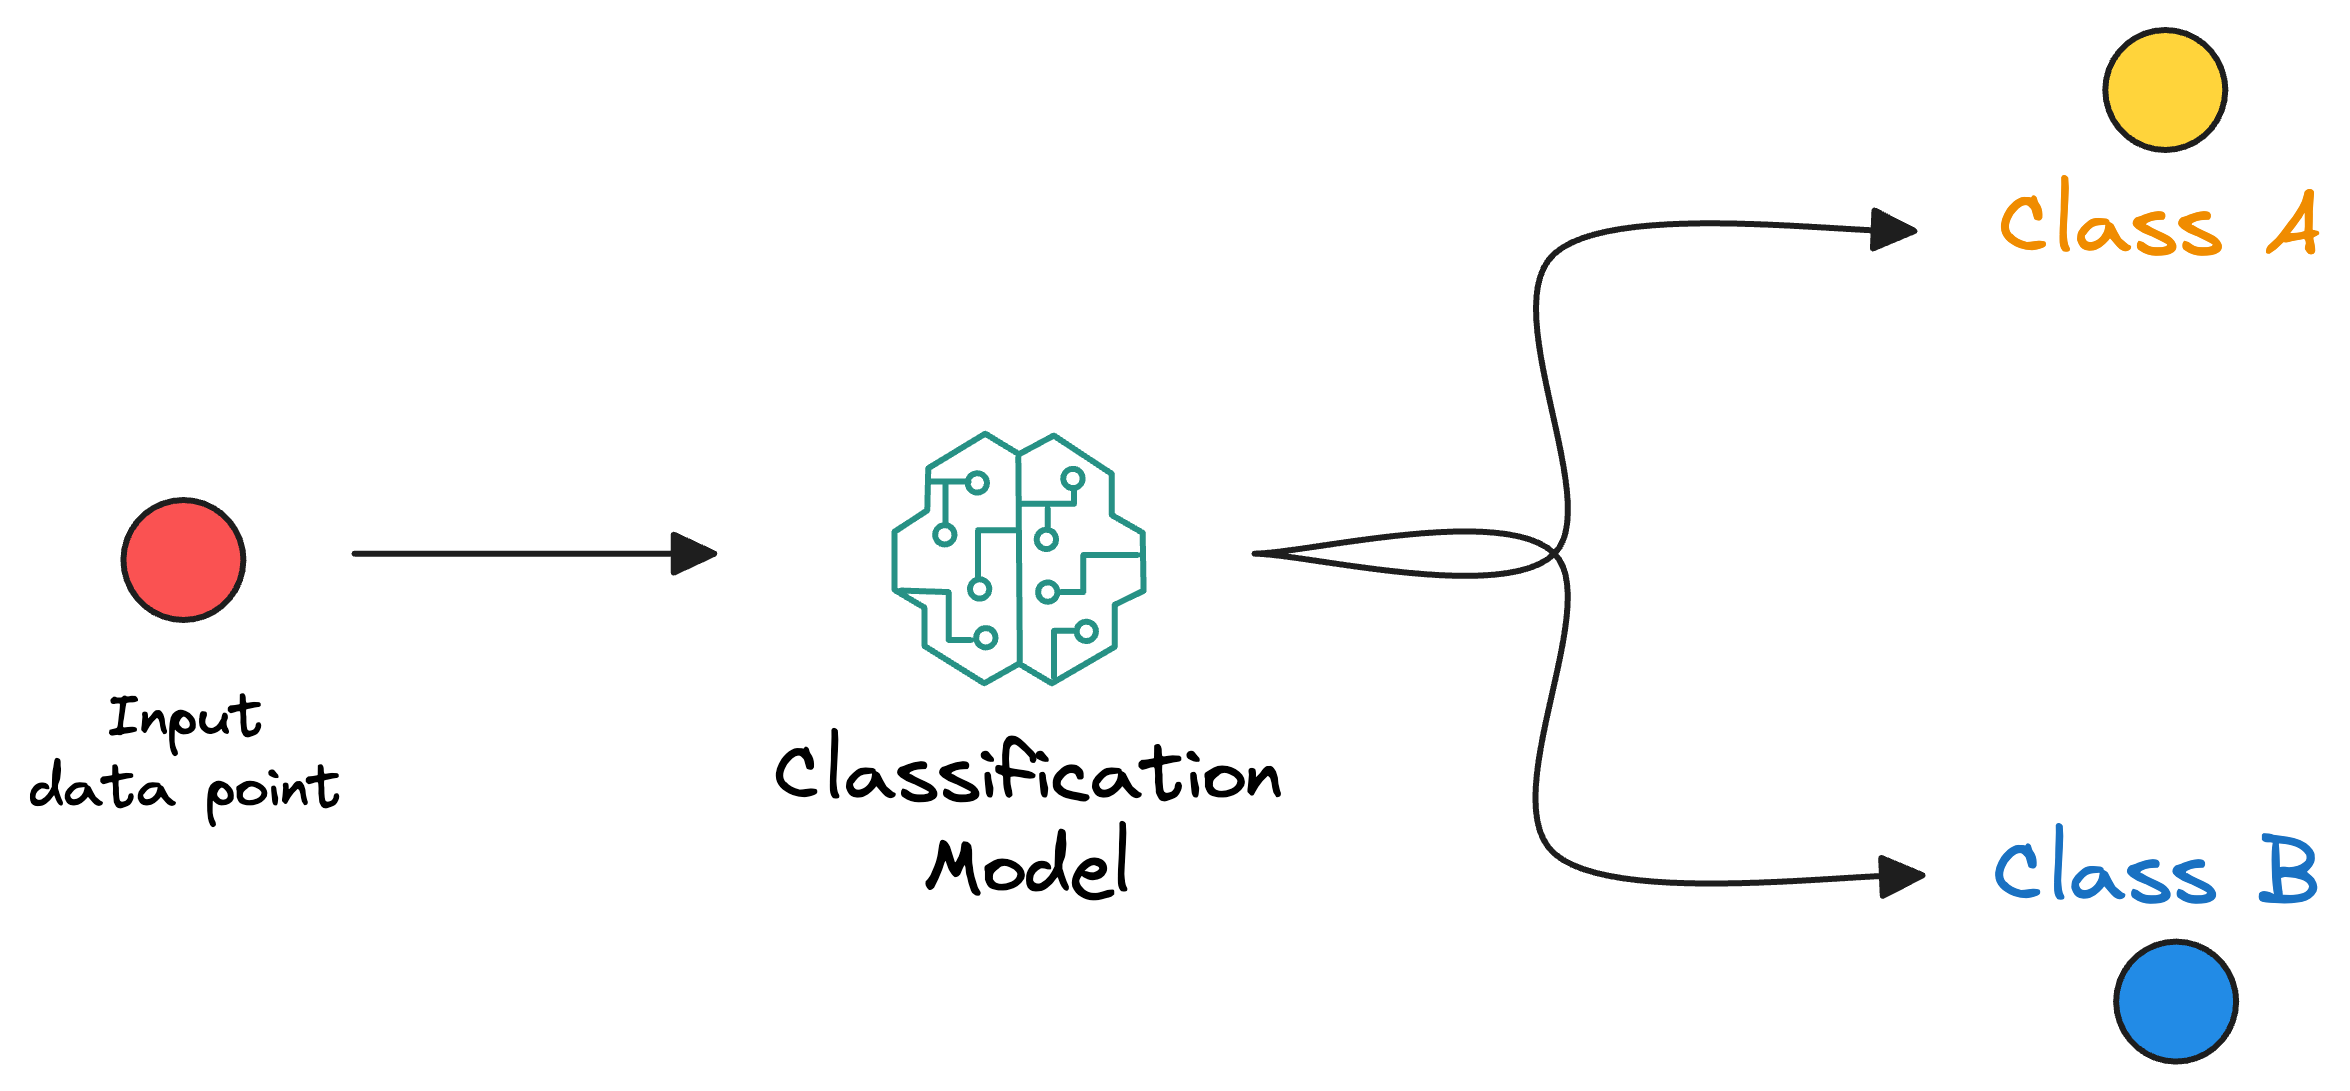 Class A
Input
data point
Classification
Model
Class B